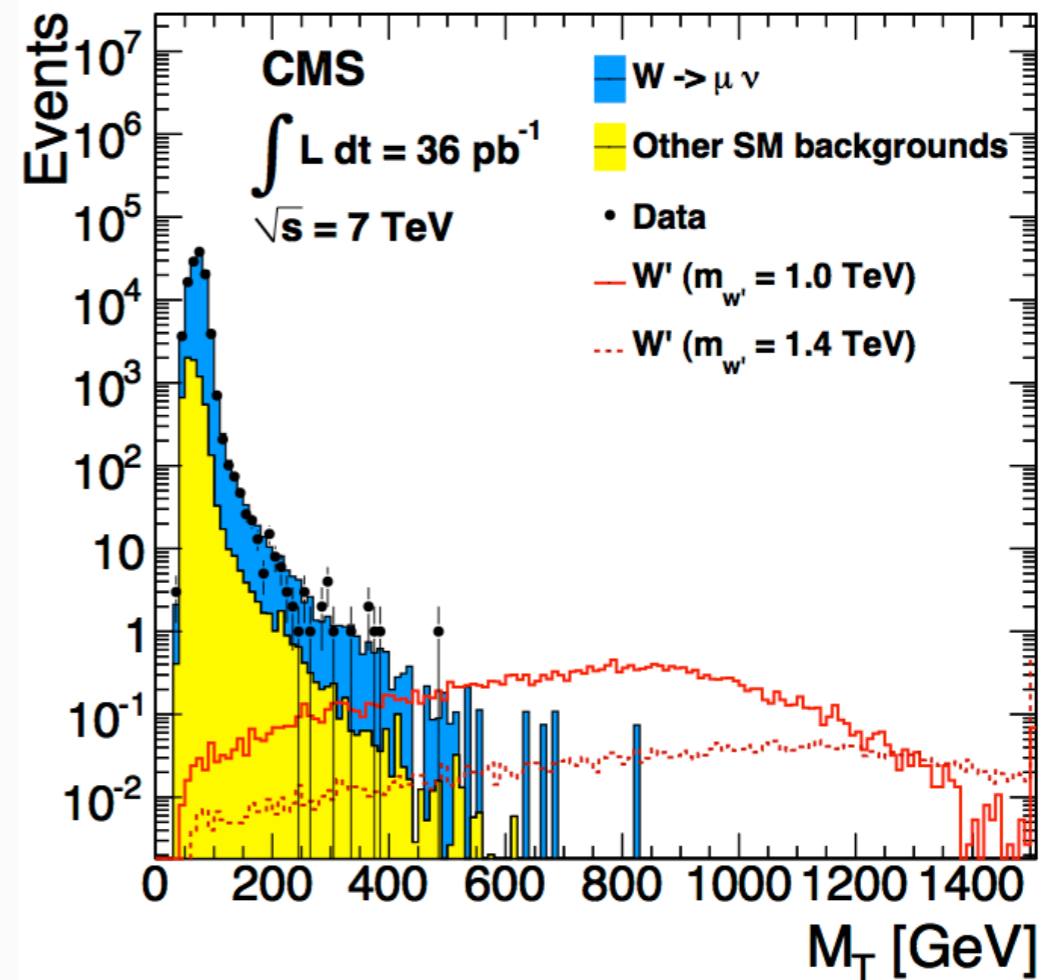 Events
10⁷
10⁶
10⁵
10⁴
10³
10²
10
1
10⁻¹
10⁻²
CMS
∫ L dt = 36 pb⁻¹
√s = 7 TeV
W -> μ ν
Other SM backgrounds
Data
W' (m_w' = 1.0 TeV)
W' (m_w' = 1.4 TeV)
0 200 400 600 800 1000 1200 1400
M_T [GeV]